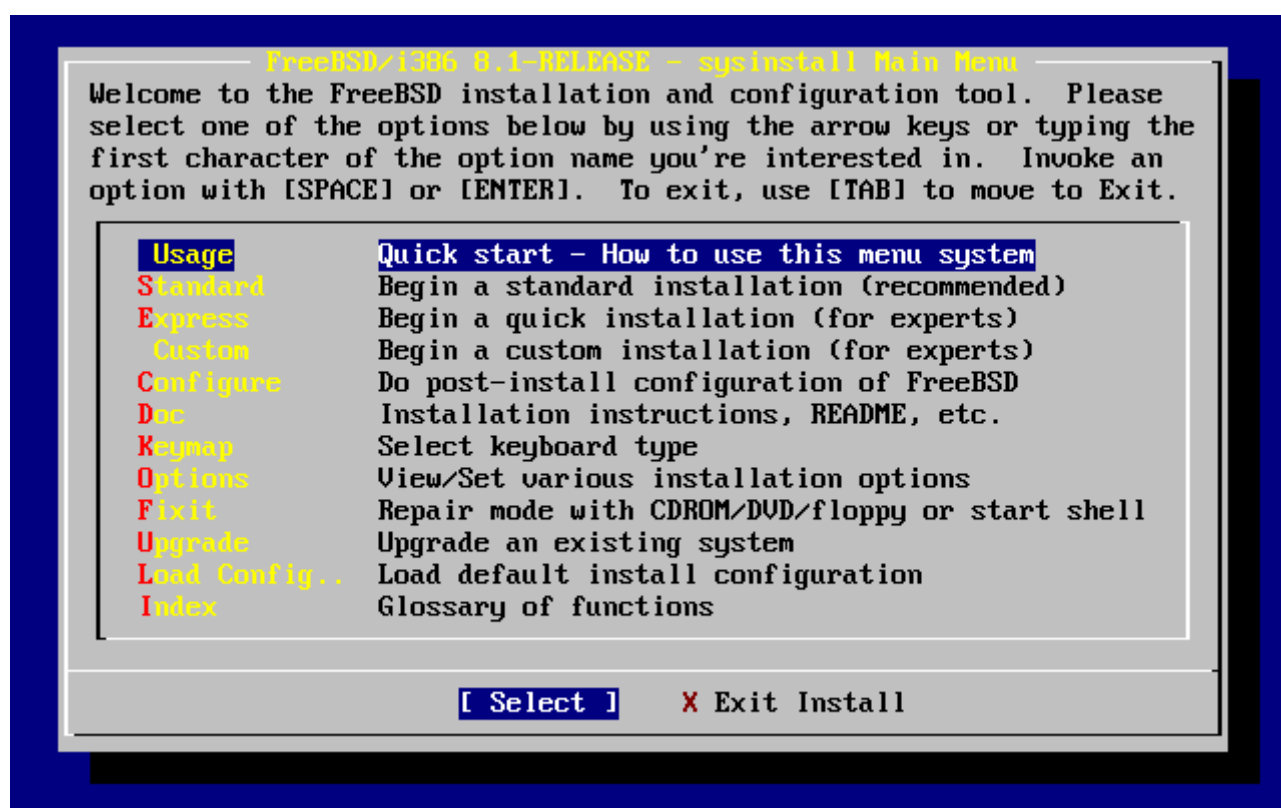 FreeBSD/i386 8.1-RELEASE - sysinstall Main Menu
Welcome to the FreeBSD installation and configuration tool.  Please
select one of the options below by using the arrow keys or typing the
first character of the option name you're interested in.  Invoke an
option with [SPACE] or [ENTER].  To exit, use [TAB] to move to Exit.
Usage Quick start - How to use this menu system
Standard Begin a standard installation (recommended)
Express Begin a quick installation (for experts)
Custom Begin a custom installation (for experts)
Configure Do post-install configuration of FreeBSD
Doc Installation instructions, README, etc.
Keymap Select keyboard type
Options View/Set various installation options
Fixit Repair mode with CDROM/DVD/floppy or start shell
Upgrade Upgrade an existing system
Load Config.. Load default install configuration
Index Glossary of functions
[ Select ] X Exit Install